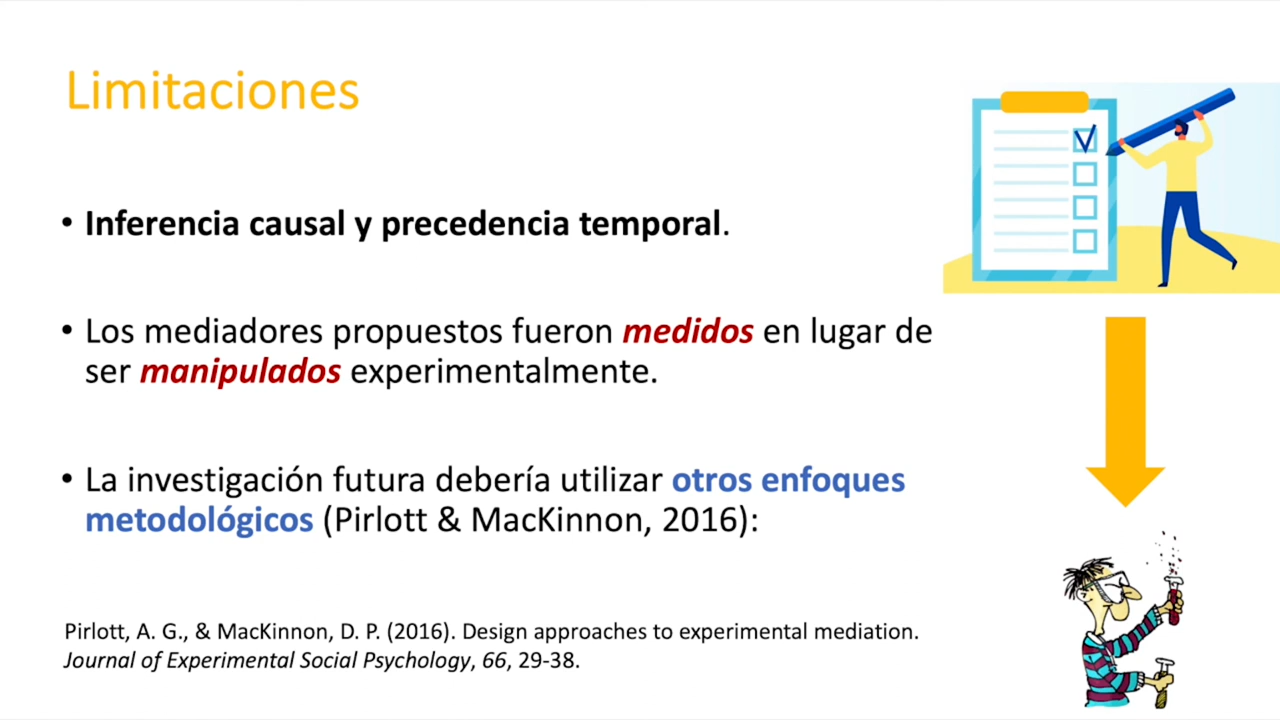 Limitaciones
• Inferencia causal y precedencia temporal.
• Los mediadores propuestos fueron medidos en lugar de
ser manipulados experimentalmente.
• La investigación futura debería utilizar otros enfoques
metodológicos (Pirlott & MacKinnon, 2016):
Pirlott, A. G., & MacKinnon, D. P. (2016). Design approaches to experimental mediation.
Journal of Experimental Social Psychology, 66, 29-38.